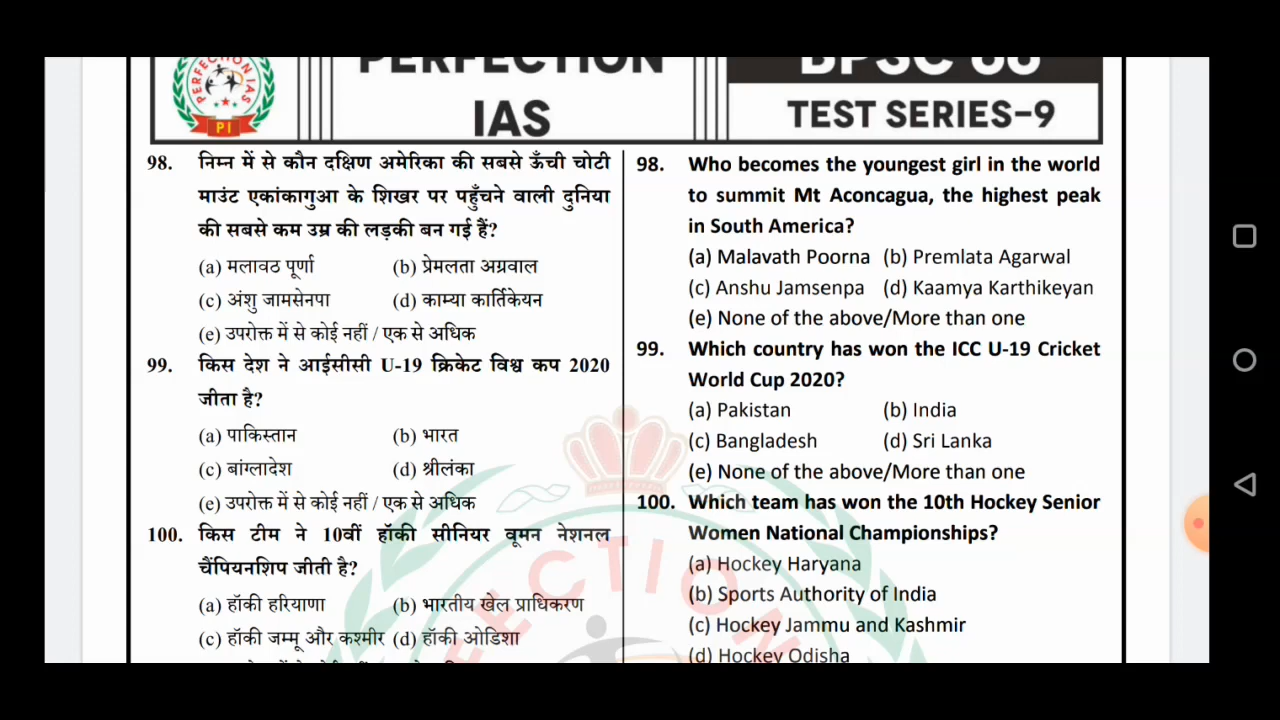 PERFECTION IAS
PI
PERFECTION
IAS
BPSC 66
TEST SERIES-9
98. निम्न में से कौन दक्षिण अमेरिका की सबसे ऊँची चोटी
माउंट एकांकागुआ के शिखर पर पहुँचने वाली दुनिया
की सबसे कम उम्र की लड़की बन गई हैं?
(a) मलावठ पूर्णा (b) प्रेमलता अग्रवाल
(c) अंशु जामसेनपा (d) काम्या कार्तिकेयन
(e) उपरोक्त में से कोई नहीं / एक से अधिक
99. किस देश ने आईसीसी U-19 क्रिकेट विश्व कप 2020
जीता है?
(a) पाकिस्तान (b) भारत
(c) बांग्लादेश (d) श्रीलंका
(e) उपरोक्त में से कोई नहीं / एक से अधिक
100. किस टीम ने 10वीं हॉकी सीनियर वूमन नेशनल
चैंपियनशिप जीती है?
(a) हॉकी हरियाणा (b) भारतीय खेल प्राधिकरण
(c) हॉकी जम्मू और कश्मीर (d) हॉकी ओडिशा
98. Who becomes the youngest girl in the world
to summit Mt Aconcagua, the highest peak
in South America?
(a) Malavath Poorna (b) Premlata Agarwal
(c) Anshu Jamsenpa (d) Kaamya Karthikeyan
(e) None of the above/More than one
99. Which country has won the ICC U-19 Cricket
World Cup 2020?
(a) Pakistan (b) India
(c) Bangladesh (d) Sri Lanka
(e) None of the above/More than one
100. Which team has won the 10th Hockey Senior
Women National Championships?
(a) Hockey Haryana
(b) Sports Authority of India
(c) Hockey Jammu and Kashmir
(d) Hockey Odisha